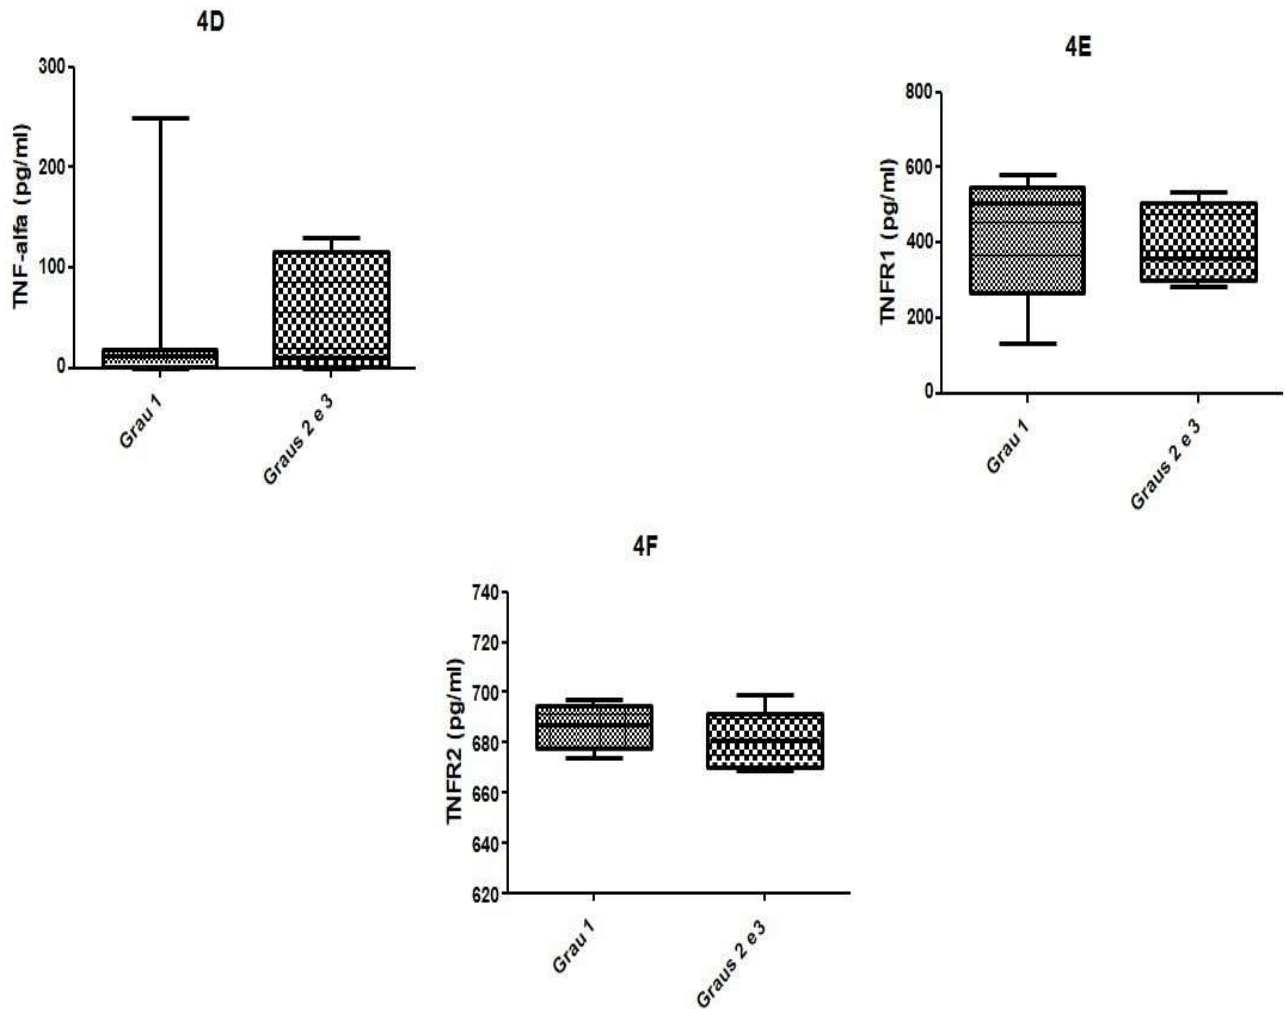 4D
TNF-alfa (pg/ml)
300
200
100
0
Grau 1
Graus 2 e 3
4E
TNFR1 (pg/ml)
800
600
400
200
0
Grau 1
Graus 2 e 3
4F
TNFR2 (pg/ml)
740
720
700
680
660
640
620
Grau 1
Graus 2 e 3